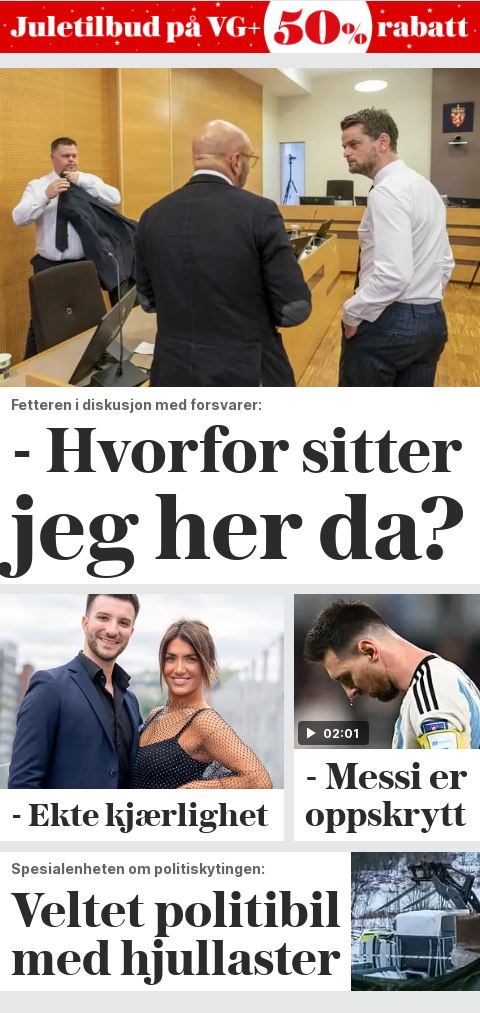 Juletilbud på VG+ 50% rabatt
Fetteren i diskusjon med forsvarer:
- Hvorfor sitter
jeg her da?
- Ekte kjærlighet
02:01
- Messi er
oppskrytt
Spesialenheten om politiskytingen:
Veltet politibil
med hjullaster